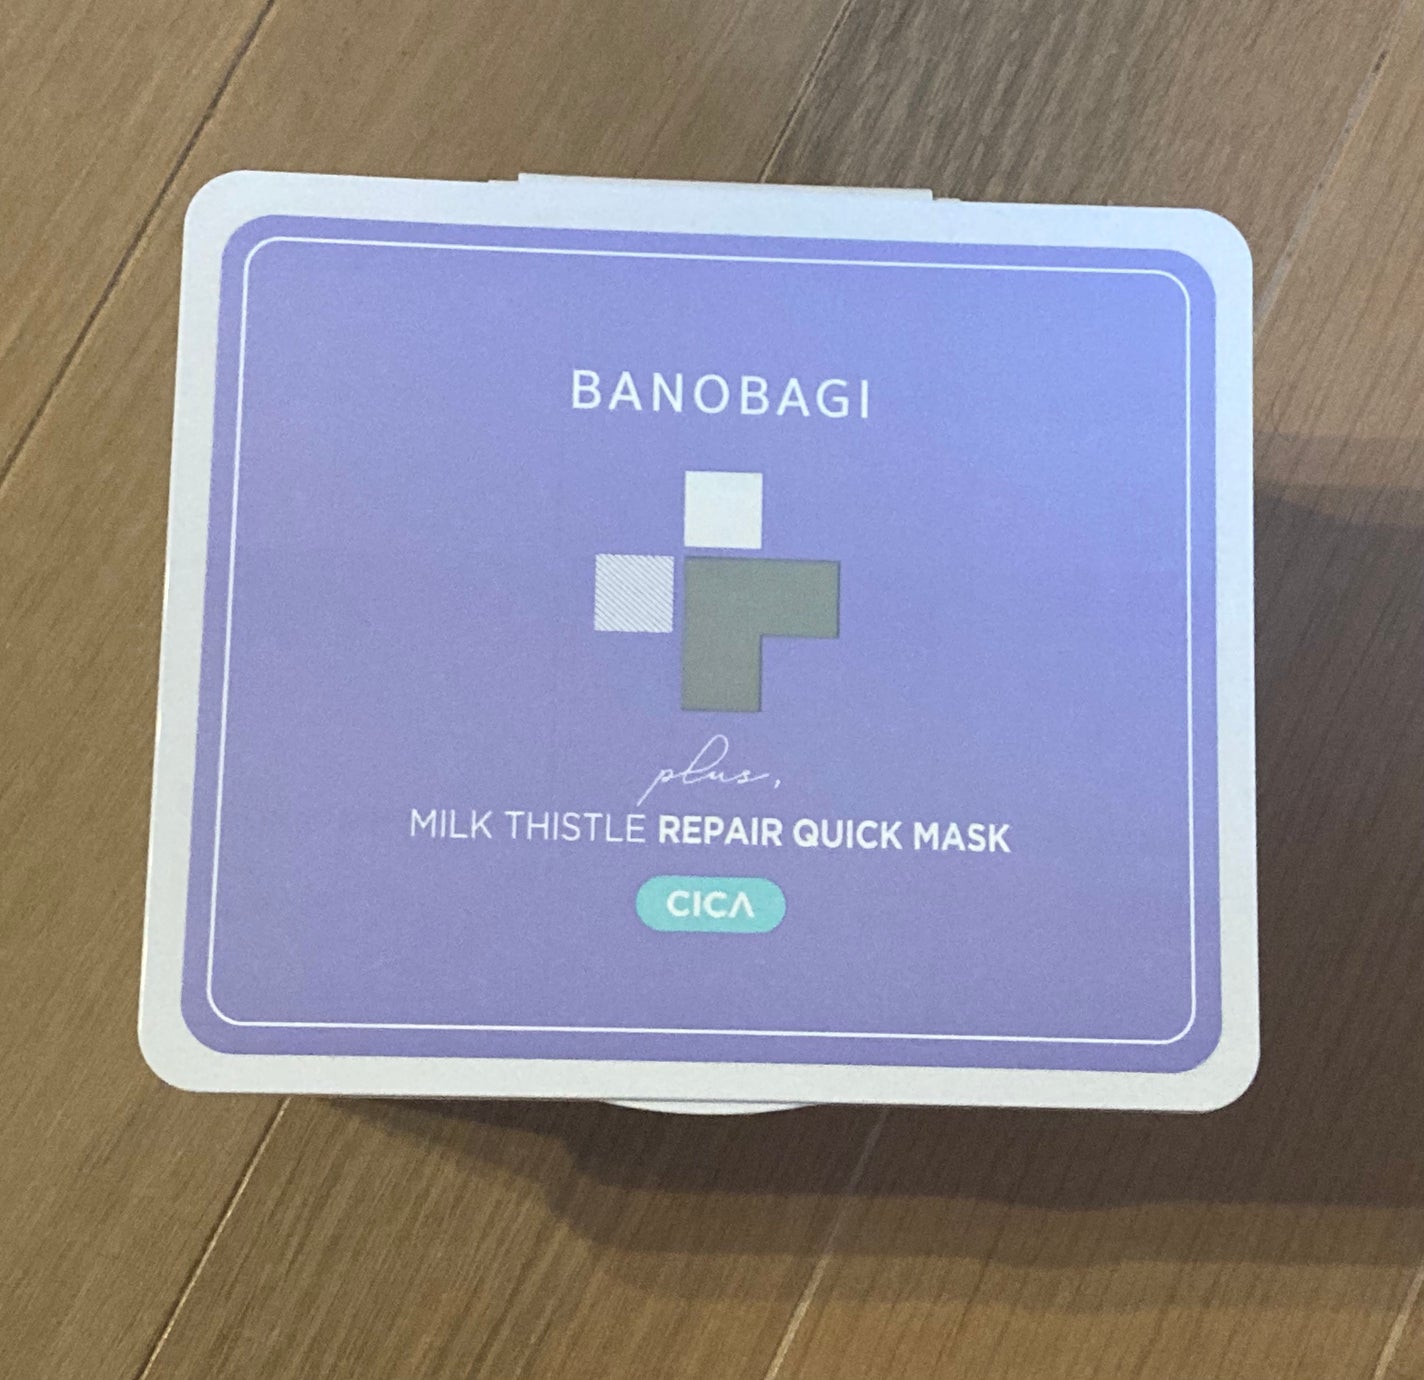 BANOBAGI
plus,
MILK THISTLE REPAIR QUICK MASK
CICA